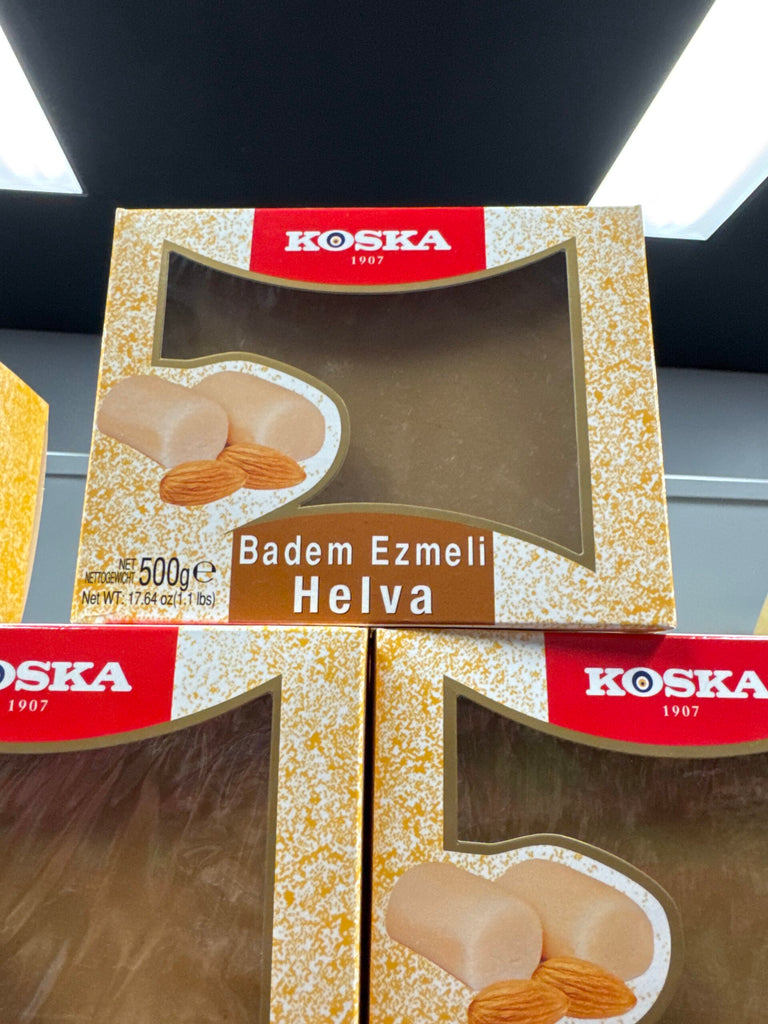 KOSKA
1907
Badem Ezmeli
Helva
NET
NETTOGEWICHT 500g℮
Net WT: 17.64 oz(1.1 lbs)
OSKA
1907
KOSKA
1907